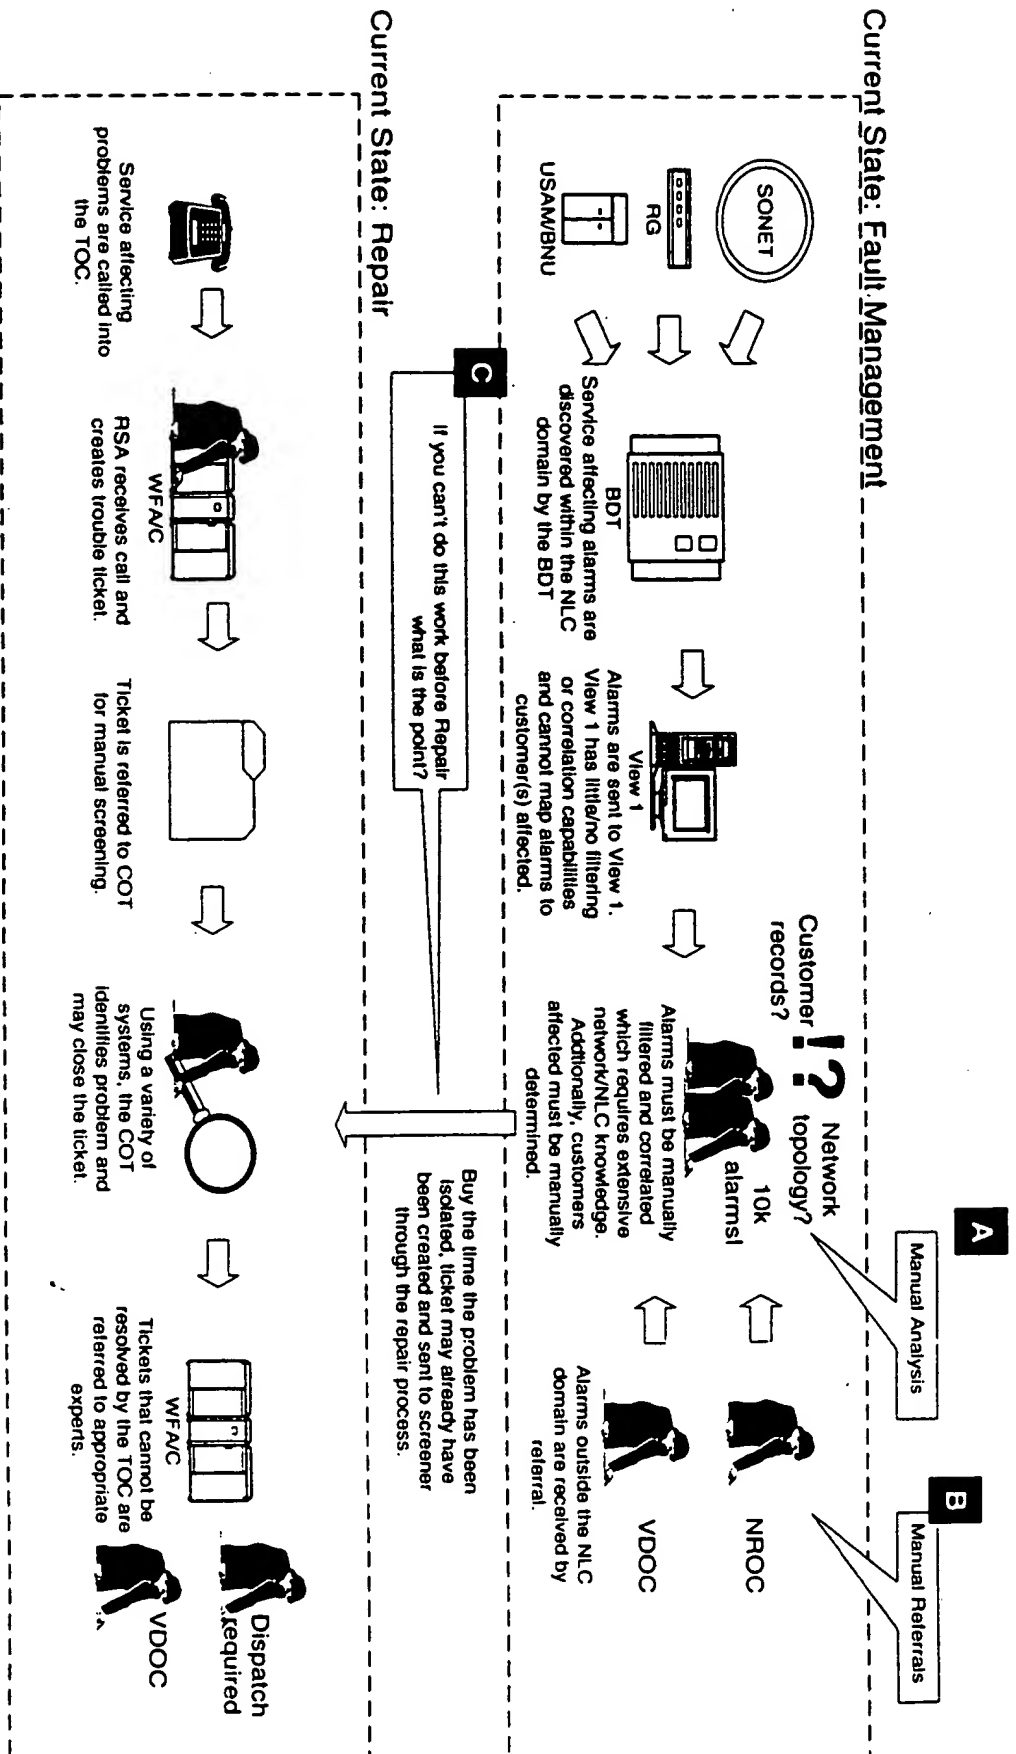 Current State: Fault Management
A
Manual Analysis
B
Manual Referrals
SONET
RG
USAM/BNU
BDT
Service affecting alarms are
discovered within the NLC
domain by the BDT
View 1
Alarms are sent to View 1.
View 1 has little/no filtering
or correlation capabilities
and cannot map alarms to
customer(s) affected.
Customer
records?
!?
Network
topology?
10k
alarms!
Alarms must be manually
filtered and correlated
which requires extensive
network/NLC knowledge.
Addtionally, customers
affected must be manually
determined.
NROC
VDOC
Alarms outside the NLC
domain are received by
referral.
C
If you can't do this work before Repair
what is the point?
Buy the time the problem has been
isolated, ticket may already have
been created and sent to screener
through the repair process.
Current State: Repair
Service affecting
problems are called into
the TOC.
WFA/C
RSA receives call and
creates trouble ticket.
Ticket is referred to COT
for manual screening.
Using a variety of
systems, the COT
identifies problem and
may close the ticket.
WFA/C
Tickets that cannot be
resolved by the TOC are
referred to appropriate
experts.
Dispatch
required
VDOC